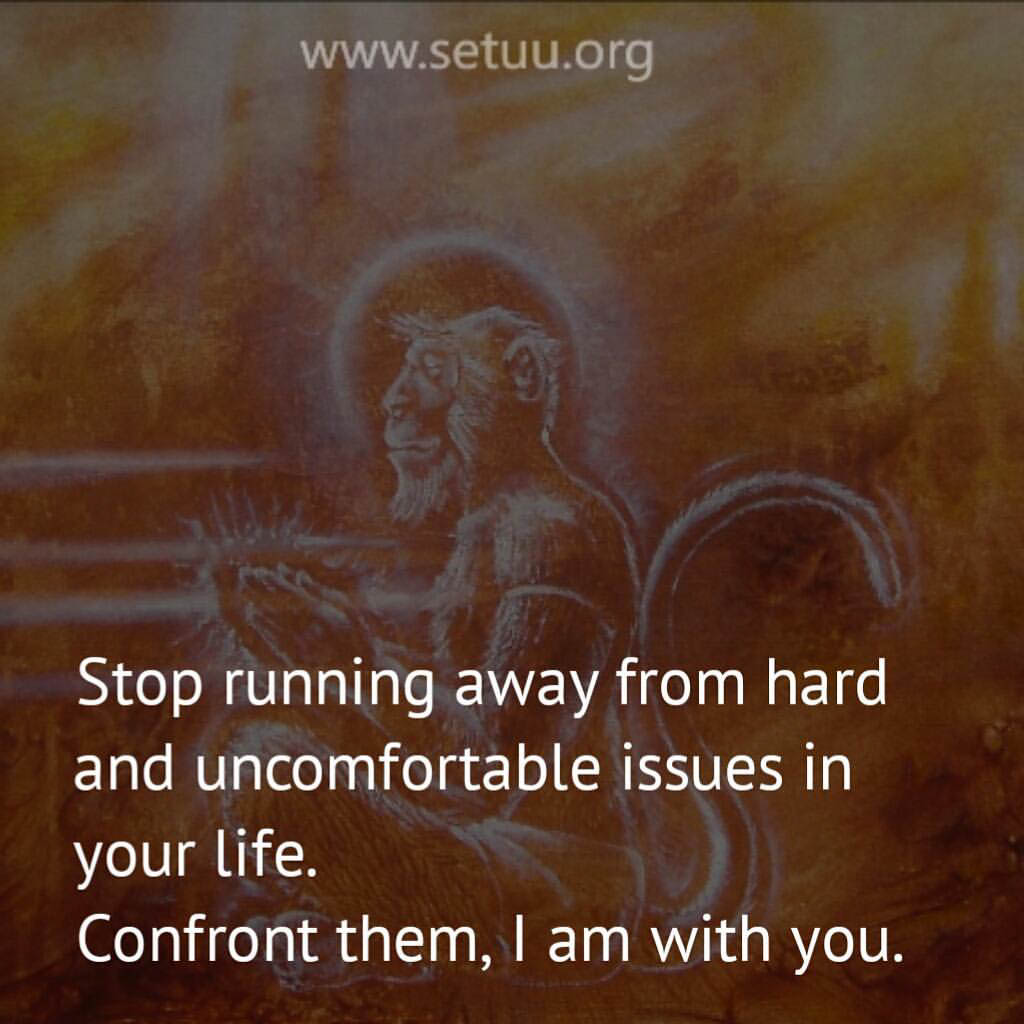 www.setuu.org
Stop running away from hard
and uncomfortable issues in
your life.
Confront them, I am with you.